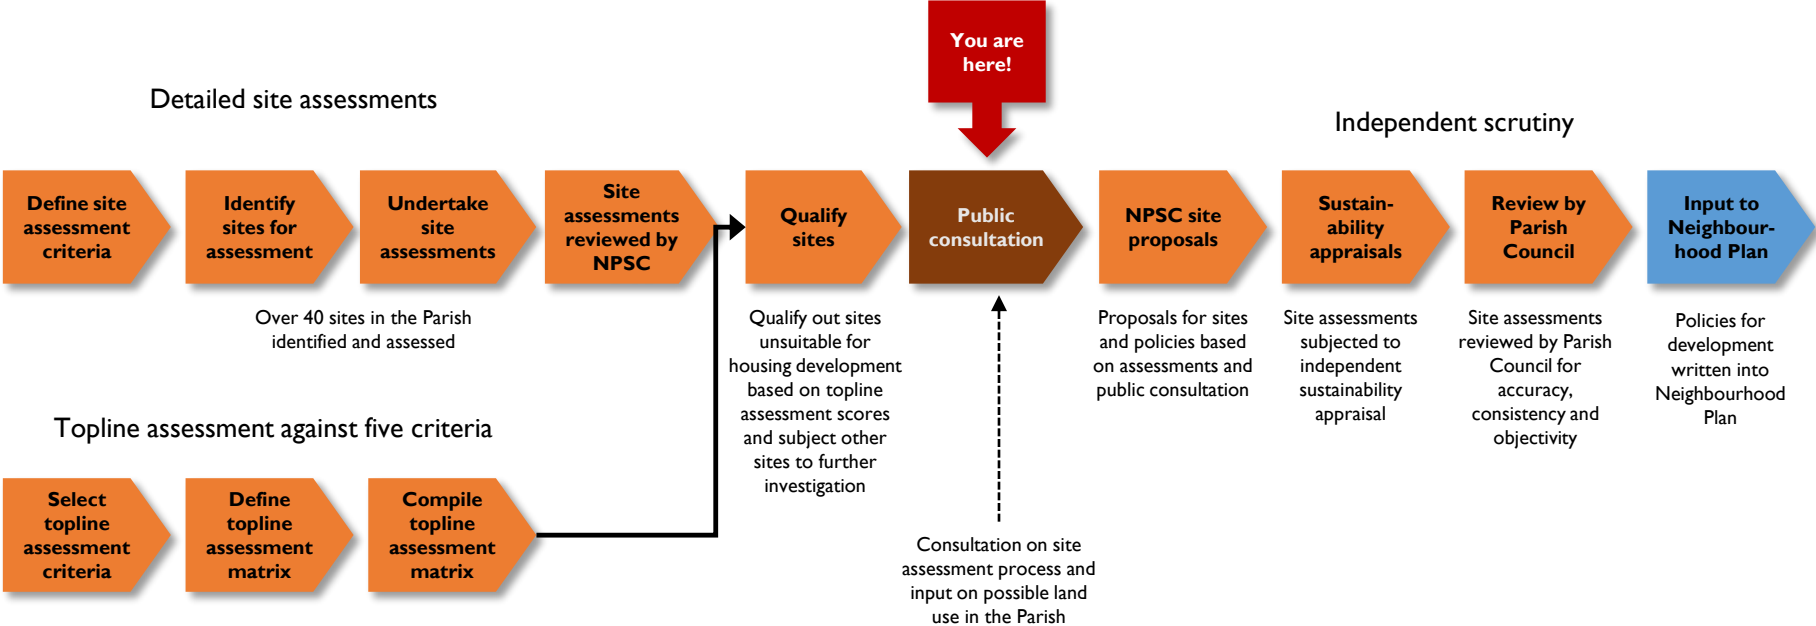 You are
here!
Detailed site assessments
Independent scrutiny
Define site
assessment
criteria
Identify
sites for
assessment
Undertake
site
assessments
Site
assessments
reviewed by
NPSC
Qualify
sites
Public
consultation
NPSC site
proposals
Sustain-
ability
appraisals
Review by
Parish
Council
Input to
Neighbour-
hood Plan
Over 40 sites in the Parish
identified and assessed
Qualify out sites
unsuitable for
housing development
based on topline
assessment scores
and subject other
sites to further
investigation
Proposals for sites
and policies based
on assessments and
public consultation
Site assessments
subjected to
independent
sustainability
appraisal
Site assessments
reviewed by Parish
Council for
accuracy,
consistency and
objectivity
Policies for
development
written into
Neighbourhood
Plan
Topline assessment against five criteria
Select
topline
assessment
criteria
Define
topline
assessment
matrix
Compile
topline
assessment
matrix
Consultation on site
assessment process and
input on possible land
use in the Parish